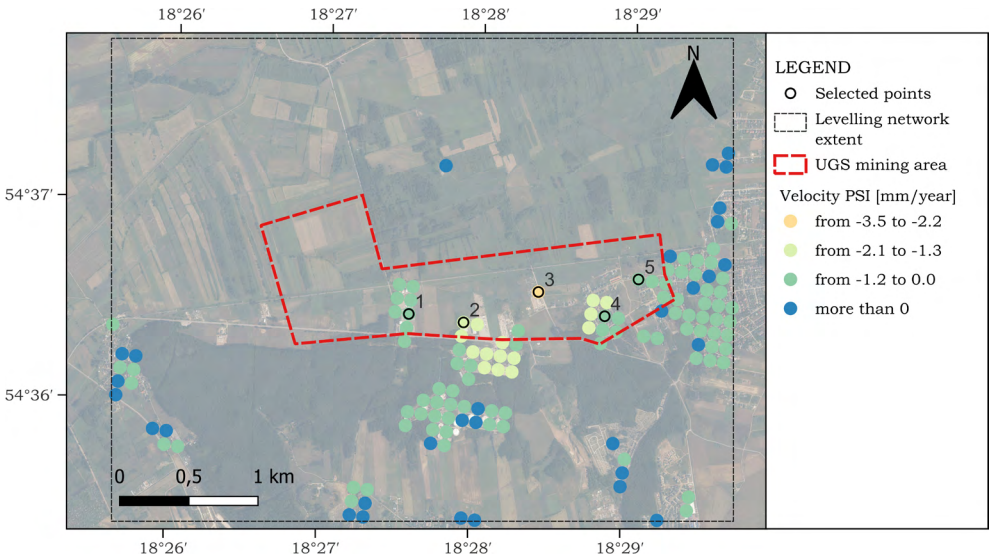 18°26′ 18°27′ 18°28′ 18°29′
N
LEGEND
Selected points
Levelling network
extent
UGS mining area
Velocity PSI [mm/year]
from -3.5 to -2.2
from -2.1 to -1.3
from -1.2 to 0.0
more than 0
54°37′
54°36′
1
2
3
4
5
0 0,5 1 km
18°26′ 18°27′ 18°28′ 18°29′